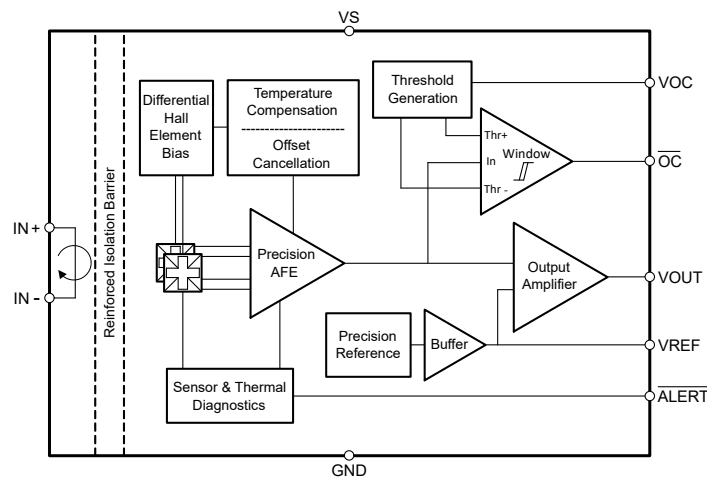 VS
Differential
Hall
Element
Bias
Temperature
Compensation
Offset
Cancellation
Threshold
Generation
VOC
Thr+
In
Window
Thr -
OC
Reinforced Isolation Barrier
IN +
IN -
Precision
AFE
Output
Amplifier
VOUT
Precision
Reference
Buffer
VREF
Sensor & Thermal
Diagnostics
ALERT
GND